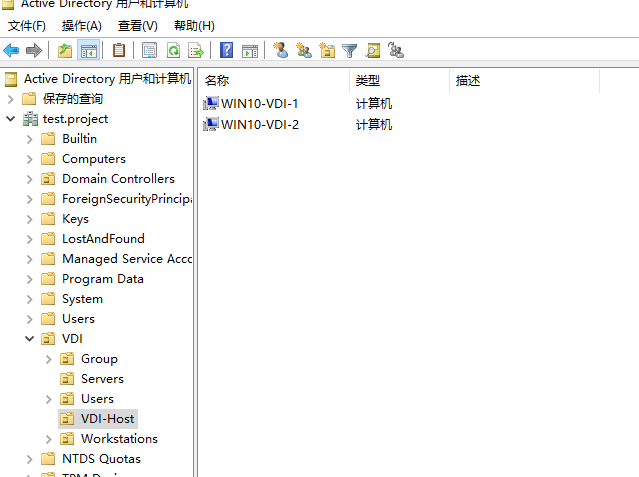 Active Directory 用户和计算机
文件(F) 操作(A) 查看(V) 帮助(H)
Active Directory 用户和计算机
名称 类型 描述
保存的查询
WIN10-VDI-1 计算机
test.project
WIN10-VDI-2 计算机
Builtin
Computers
Domain Controllers
ForeignSecurityPrincipa
Keys
LostAndFound
Managed Service Acco
Program Data
System
Users
VDI
Group
Servers
Users
VDI-Host
Workstations
NTDS Quotas